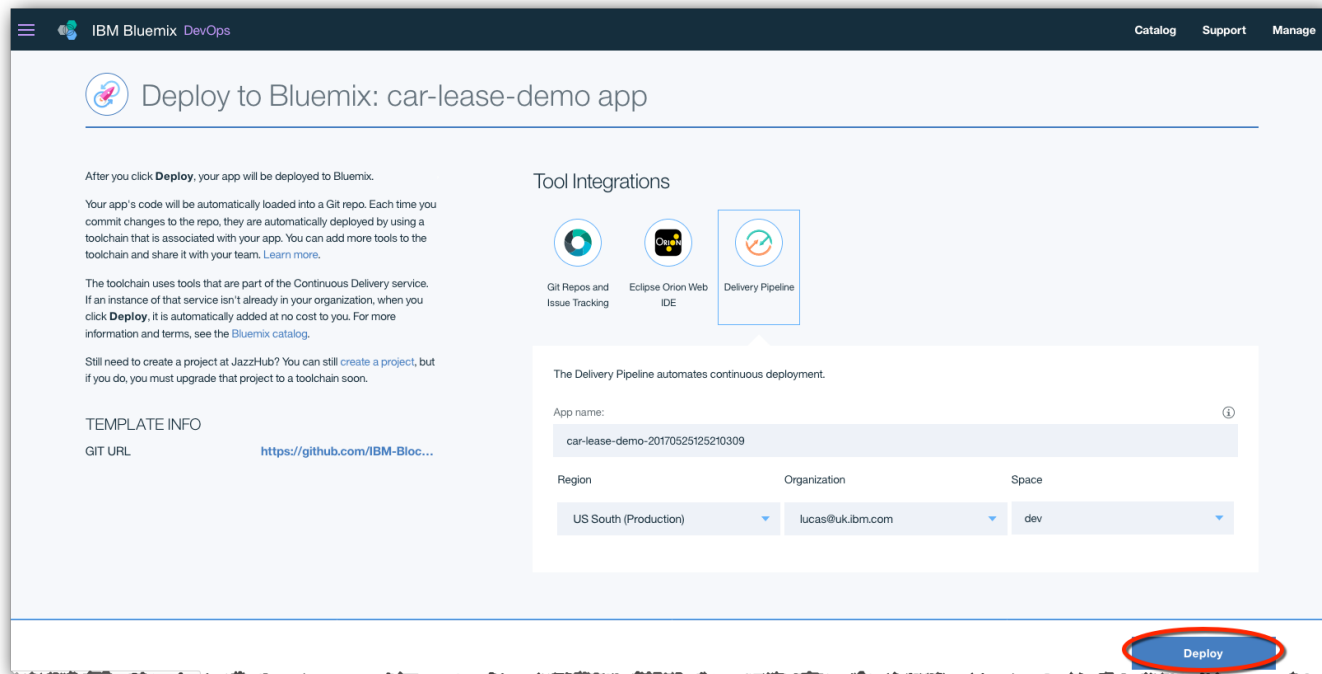 IBM Bluemix DevOps
Catalog Support Manage
Deploy to Bluemix: car-lease-demo app
After you click Deploy, your app will be deployed to Bluemix.
Your app's code will be automatically loaded into a Git repo. Each time you
commit changes to the repo, they are automatically deployed by using a
toolchain that is associated with your app. You can add more tools to the
toolchain and share it with your team. Learn more.
The toolchain uses tools that are part of the Continuous Delivery service.
If an instance of that service isn't already in your organization, when you
click Deploy, it is automatically added at no cost to you. For more
information and terms, see the Bluemix catalog.
Still need to create a project at JazzHub? You can still create a project, but
if you do, you must upgrade that project to a toolchain soon.
TEMPLATE INFO
GIT URL https://github.com/IBM-Bloc...
Tool Integrations
ORION
Git Repos and
Issue Tracking
Eclipse Orion Web
IDE
Delivery Pipeline
The Delivery Pipeline automates continuous deployment.
App name:
car-lease-demo-20170525125210309
Region Organization Space
US South (Production) lucas@uk.ibm.com dev
Deploy